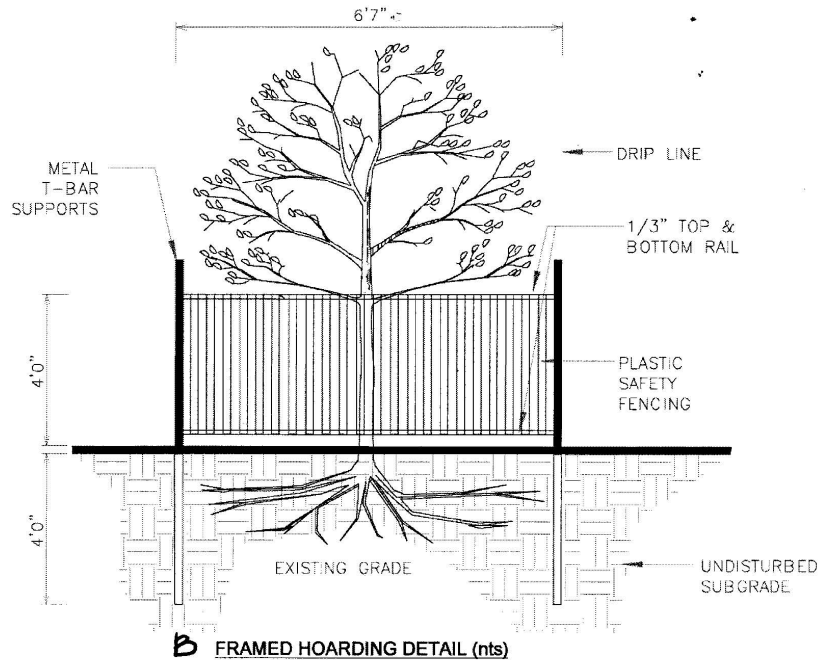 6'7"
DRIP LINE
METAL
T-BAR
SUPPORTS
1/3" TOP &
BOTTOM RAIL
4'0"
PLASTIC
SAFETY
FENCING
4'0"
EXISTING GRADE
UNDISTURBED
SUBGRADE
B FRAMED HOARDING DETAIL (nts)